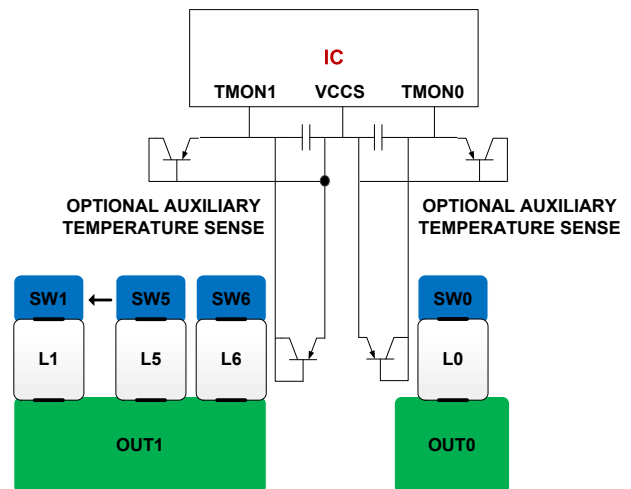 IC
TMON1 VCCS TMON0
OPTIONAL AUXILIARY
TEMPERATURE SENSE
OPTIONAL AUXILIARY
TEMPERATURE SENSE
SW1 SW5 SW6 SW0
L1 L5 L6 L0
OUT1 OUT0